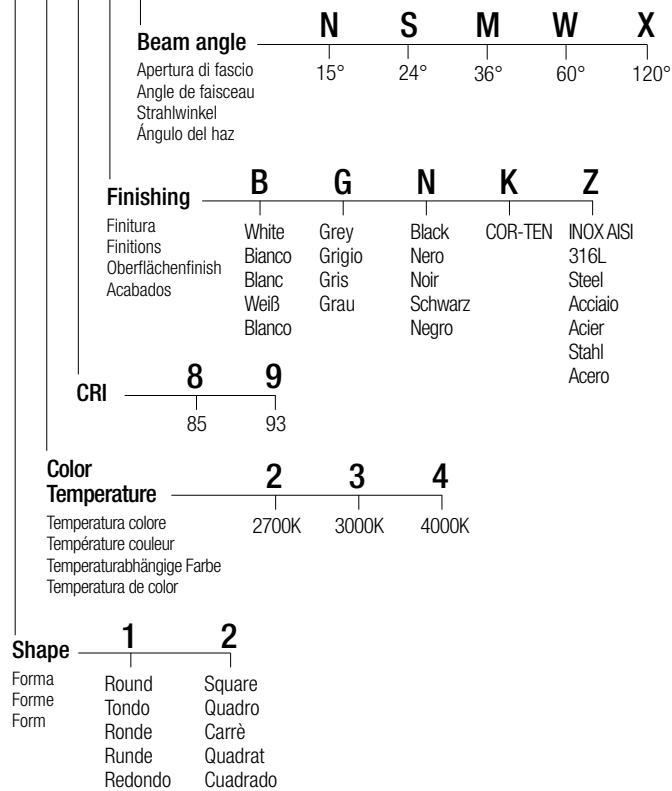 N S M W X
Beam angle
Apertura di fascio
Angle de faisceau
Strahlwinkel
Ángulo del haz
15° 24° 36° 60° 120°
B G N K Z
Finishing
Finitura
Finitions
Oberflächenfinish
Acabados
White
Bianco
Blanc
Weiß
Blanco
Grey
Grigio
Gris
Grau
Black
Nero
Noir
Schwarz
Negro
COR-TEN
INOX AISI
316L
Steel
Acciaio
Acier
Stahl
Acero
8 9
CRI
85 93
Color
Temperature
2 3 4
Temperatura colore
Température couleur
Temperaturabhängige Farbe
Temperatura de color
2700K 3000K 4000K
1 2
Shape
Forma
Forme
Form
Round
Tondo
Ronde
Runde
Redondo
Square
Quadro
Carrè
Quadrat
Cuadrado